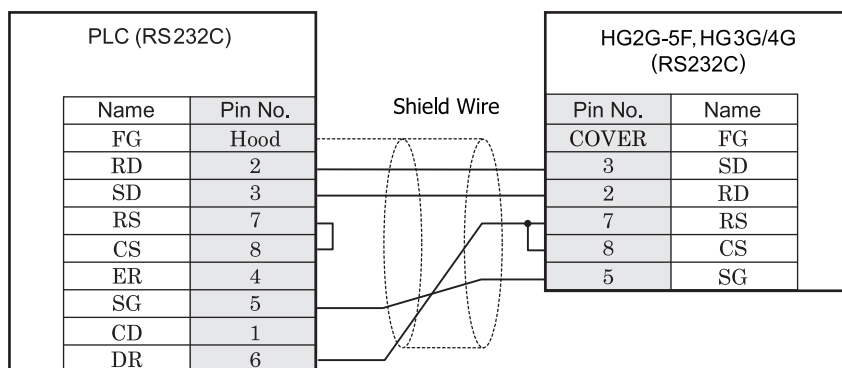 PLC (RS232C)
HG2G-5F, HG3G/4G
(RS232C)
Shield Wire
Name Pin No.
FG Hood
RD 2
SD 3
RS 7
CS 8
ER 4
SG 5
CD 1
DR 6
Pin No. Name
COVER FG
3 SD
2 RD
7 RS
8 CS
5 SG